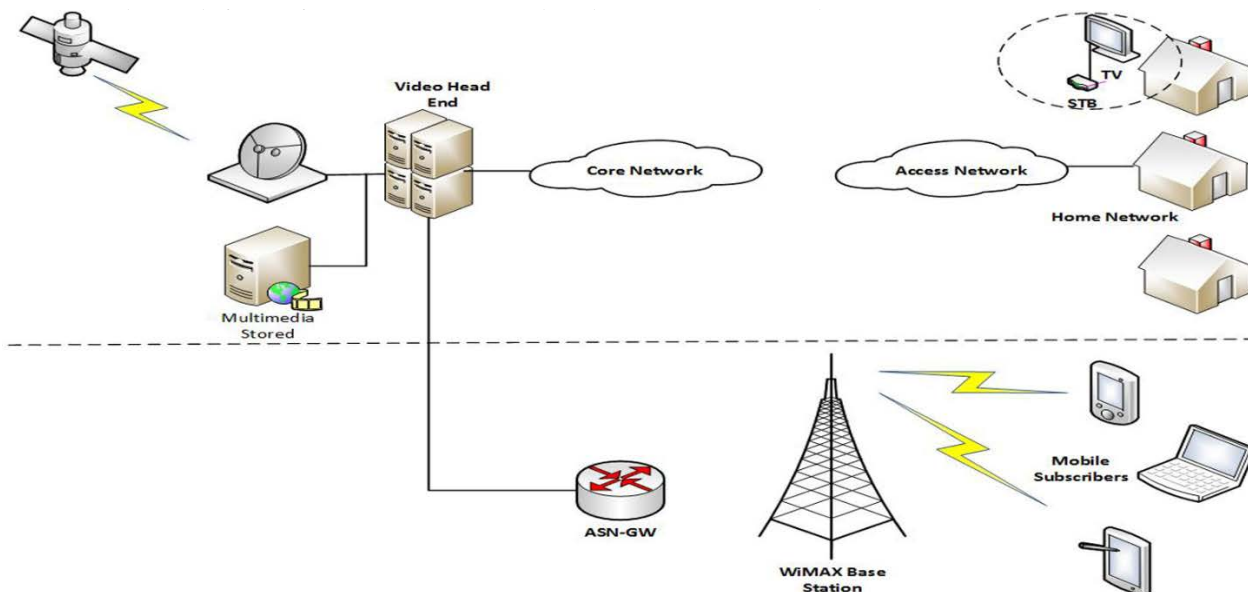 Video Head
End
TV
STB
Core Network
Access Network
Home Network
Multimedia
Stored
Mobile
Subscribers
ASN-GW
WiMAX Base
Station